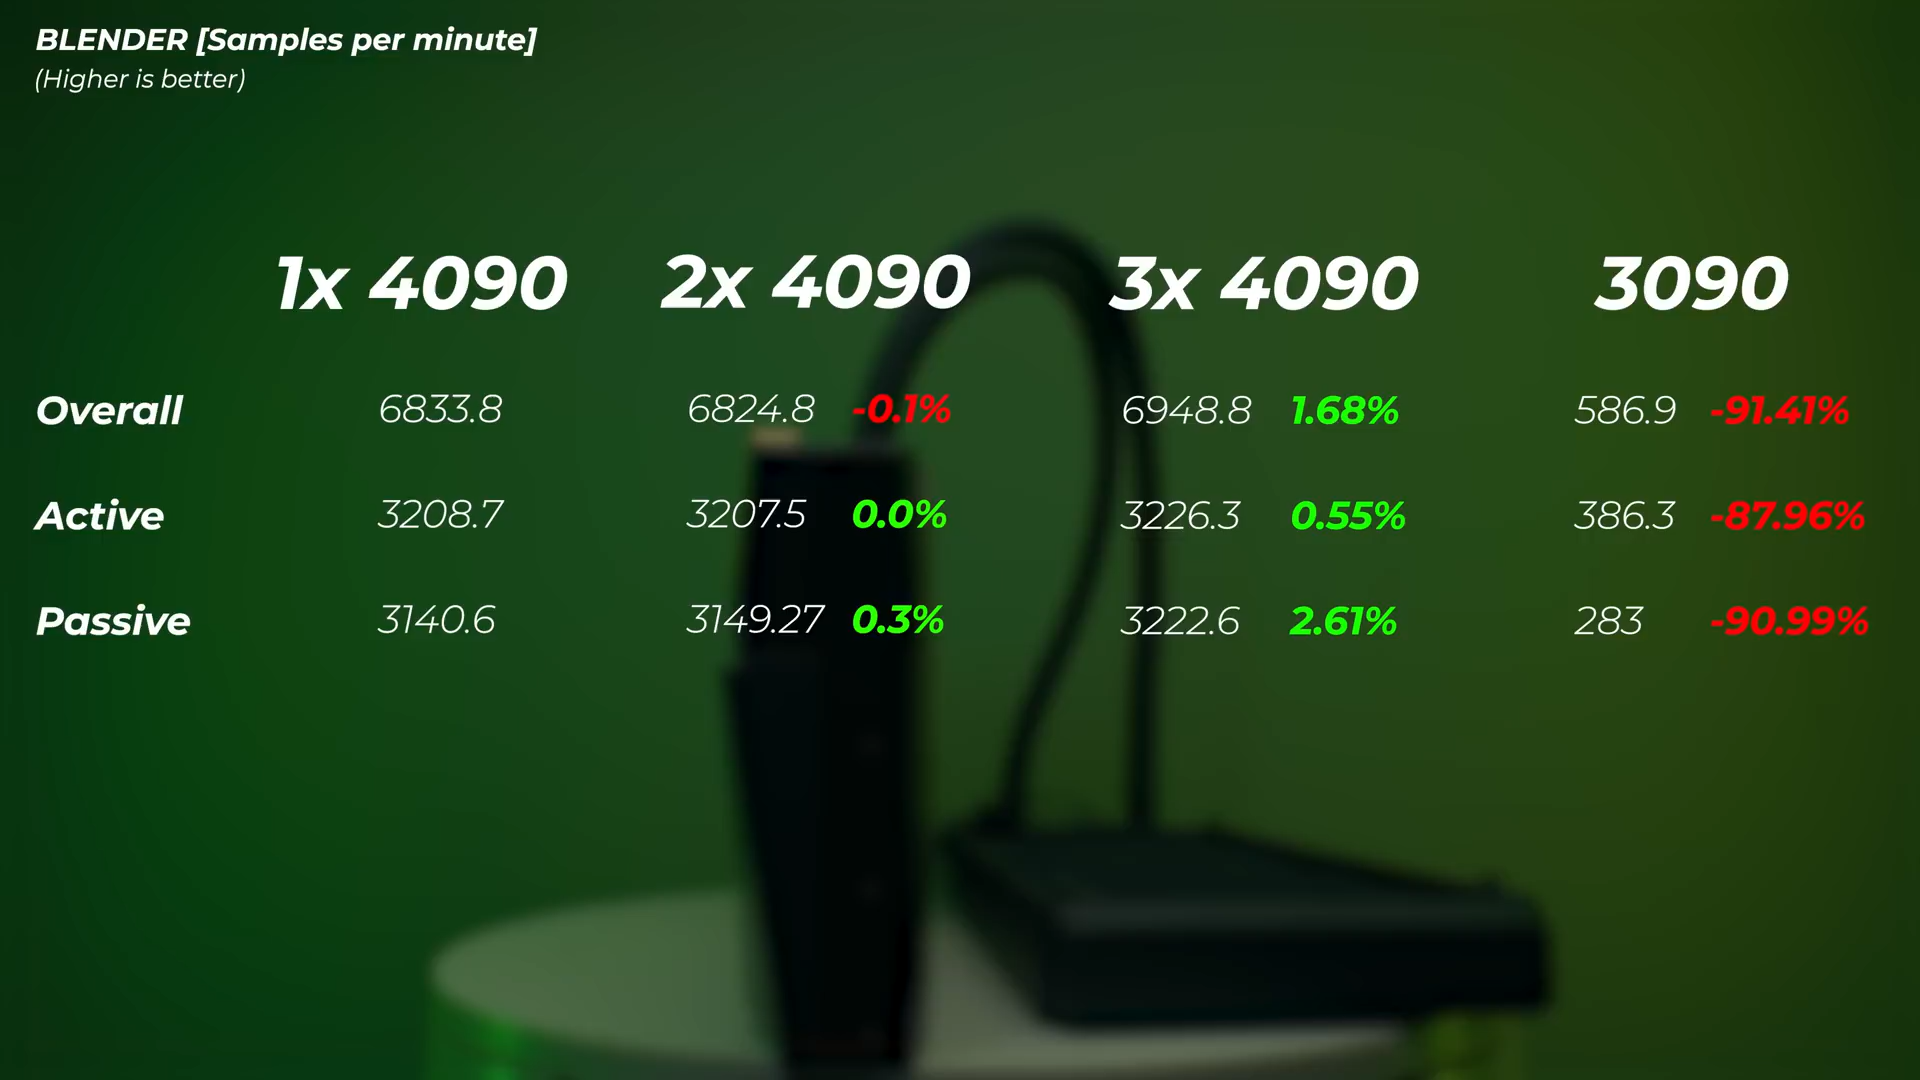 BLENDER [Samples per minute]
(Higher is better)
1x 4090 2x 4090 3x 4090 3090
Overall 6833.8 6824.8 -0.1% 6948.8 1.68% 586.9 -91.41%
Active 3208.7 3207.5 0.0% 3226.3 0.55% 386.3 -87.96%
Passive 3140.6 3149.27 0.3% 3222.6 2.61% 283 -90.99%